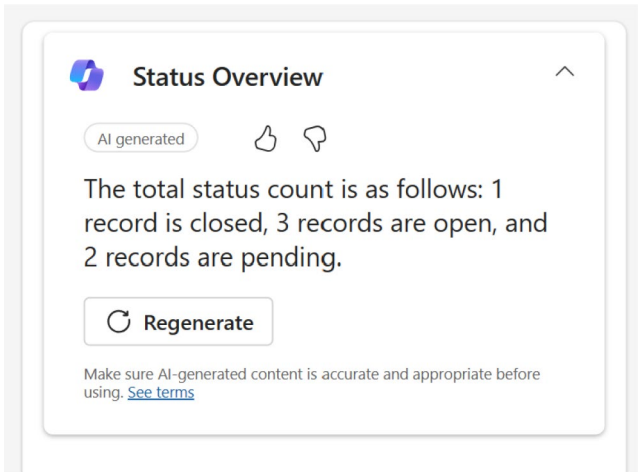 Status Overview
AI generated
The total status count is as follows: 1
record is closed, 3 records are open, and
2 records are pending.
Regenerate
Make sure AI-generated content is accurate and appropriate before
using. See terms